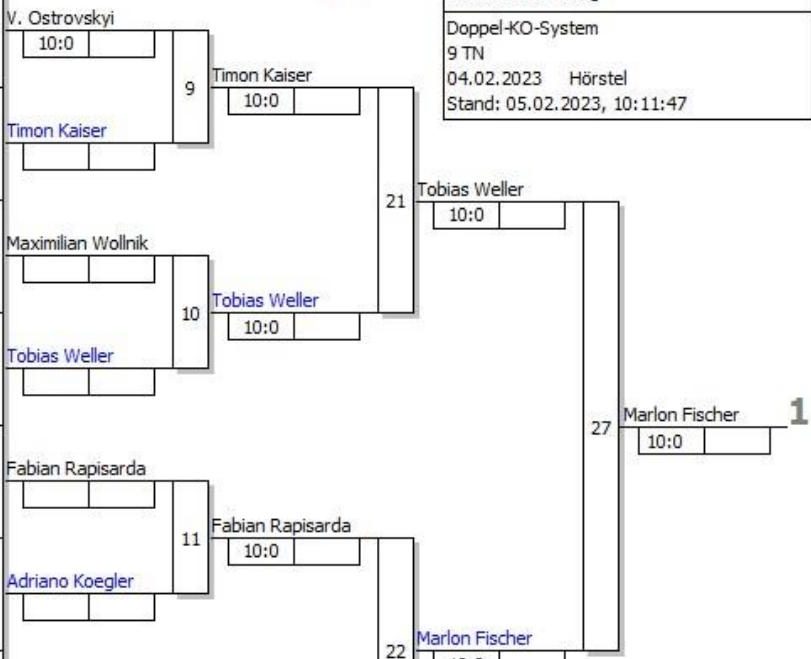 V. Ostrovskyi
10:0
9
Timon Kaiser
10:0
Timon Kaiser
Doppel-KO-System
9 TN
04.02.2023 Hörstel
Stand: 05.02.2023, 10:11:47
21
Tobias Weller
10:0
Maximilian Wollnik
10
Tobias Weller
10:0
Tobias Weller
27
Marlon Fischer
10:0
1
Fabian Rapisarda
11
Fabian Rapisarda
10:0
Adriano Koegler
22
Marlon Fischer